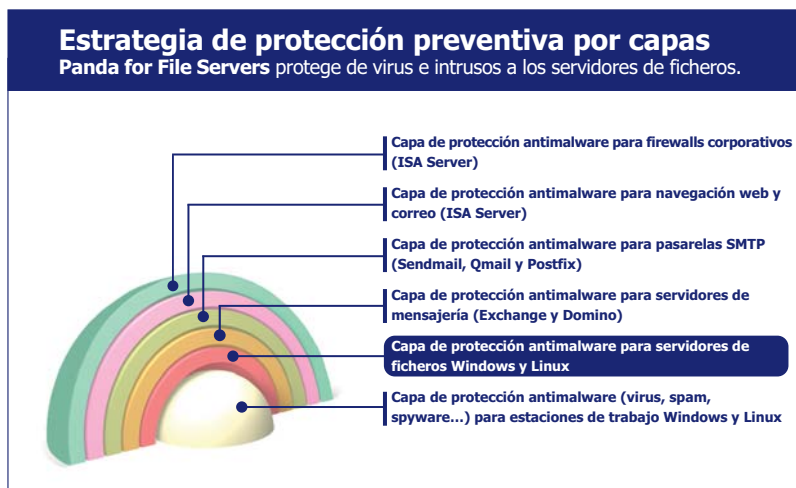 Estrategia de protección preventiva por capas
Panda for File Servers protege de virus e intrusos a los servidores de ficheros.
Capa de protección antimalware para firewalls corporativos
(ISA Server)
Capa de protección antimalware para navegación web y
correo (ISA Server)
Capa de protección antimalware para pasarelas SMTP
(Sendmail, Qmail y Postfix)
Capa de protección antimalware para servidores de
mensajería (Exchange y Domino)
Capa de protección antimalware para servidores de
ficheros Windows y Linux
Capa de protección antimalware (virus, spam,
spyware...) para estaciones de trabajo Windows y Linux